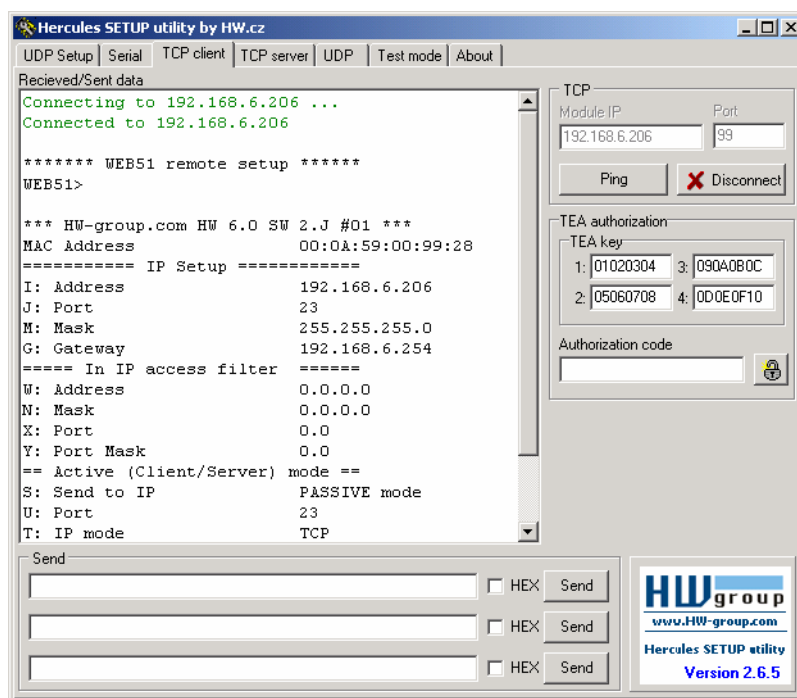 Hercules SETUP utility by HW.cz
UDP Setup Serial TCP client TCP server UDP Test mode About
Recieved/Sent data
Connecting to 192.168.6.206 ...
Connected to 192.168.6.206
******* WEB51 remote setup ******
WEB51>
*** HW-group.com HW 6.0 SW 2.J #01 ***
MAC Address 00:0A:59:00:99:28
=========== IP Setup ============
I: Address 192.168.6.206
J: Port 23
M: Mask 255.255.255.0
G: Gateway 192.168.6.254
===== In IP access filter ======
W: Address 0.0.0.0
N: Mask 0.0.0.0
X: Port 0.0
Y: Port Mask 0.0
== Active (Client/Server) mode ==
S: Send to IP PASSIVE mode
U: Port 23
T: IP mode TCP
TCP
Module IP Port
192.168.6.206 99
Ping Disconnect
TEA authorization
TEA key
1: 01020304 3: 090A0B0C
2: 05060708 4: 0D0E0F10
Authorization code
Send
HEX Send
HEX Send
HEX Send
HW group
www.HW-group.com
Hercules SETUP utility
Version 2.6.5